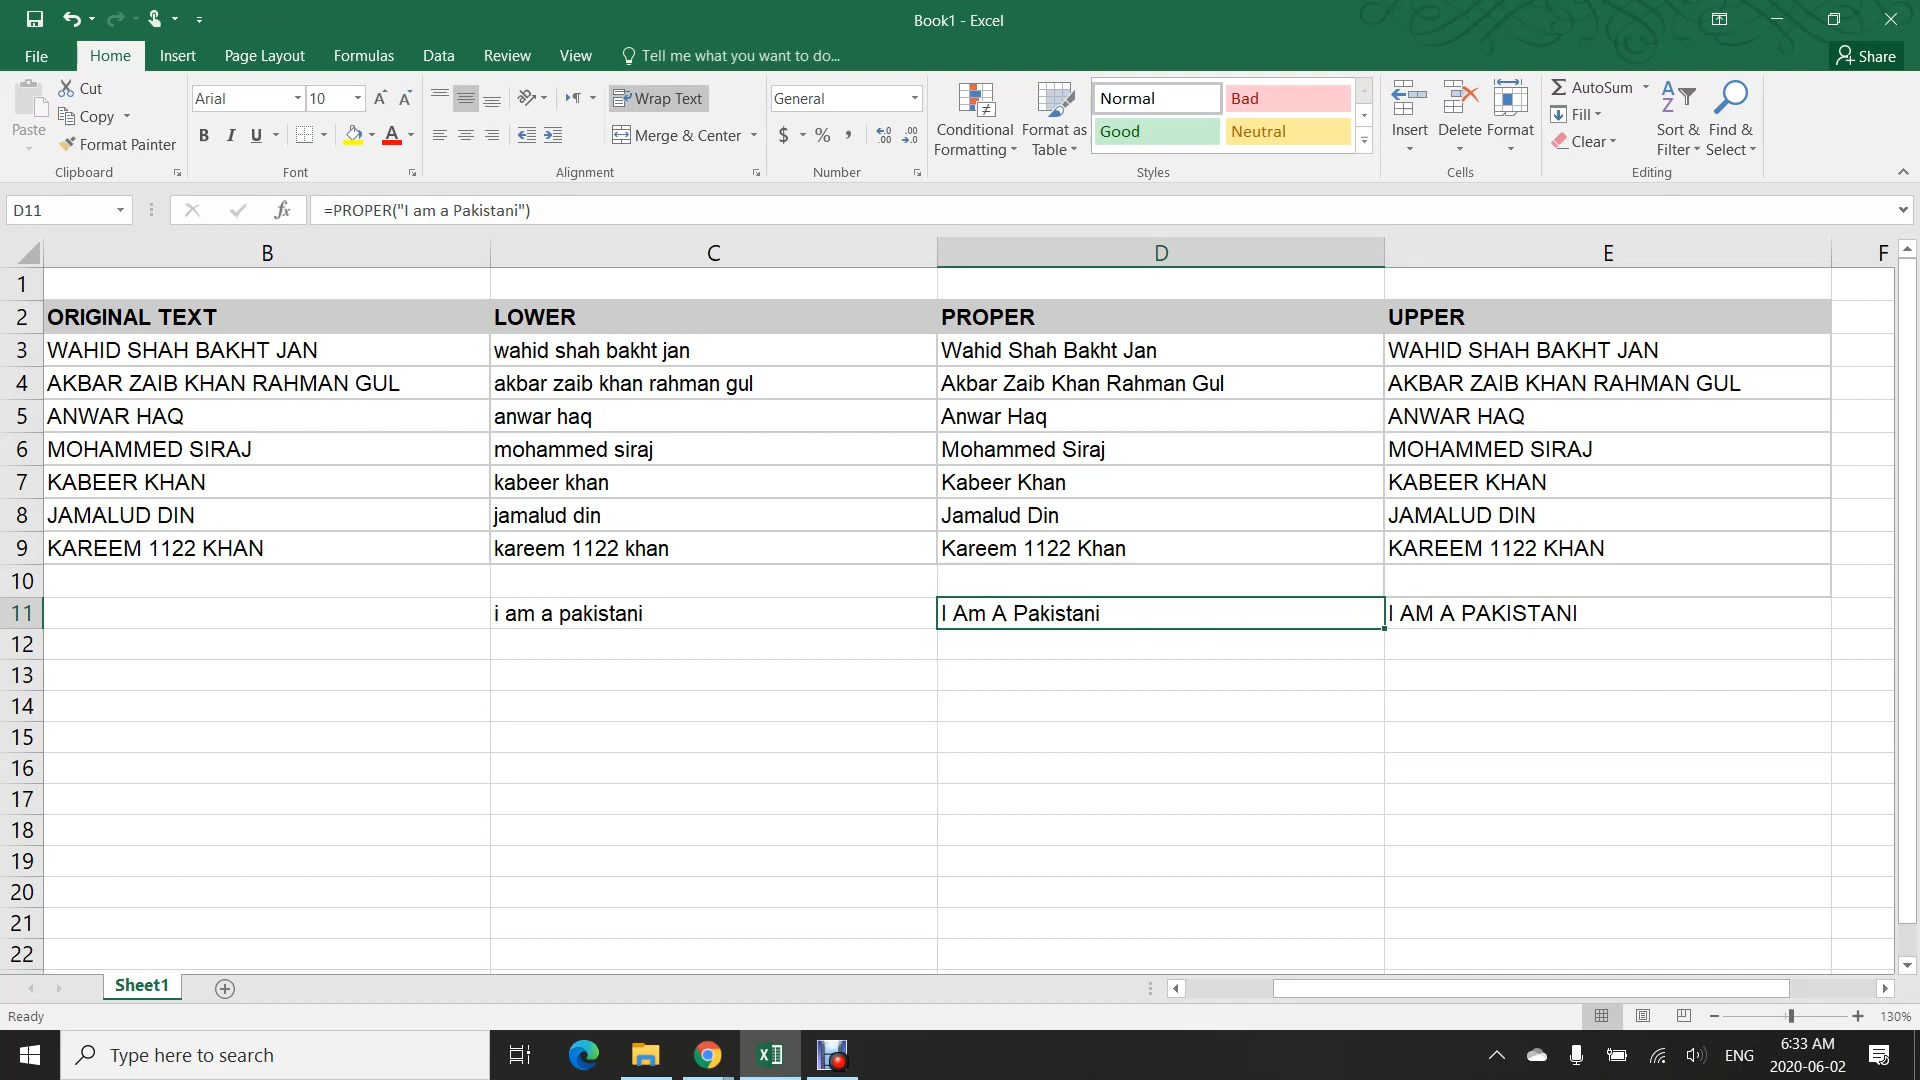 Book1 - Excel
File Home Insert Page Layout Formulas Data Review View Tell me what you want to do... Share
Paste Cut Copy Format Painter Clipboard
Arial 10 B I U Font
Wrap Text Merge & Center Alignment
General $ % , Number
Conditional Formatting Format as Table Normal Bad Good Neutral Styles
Insert Delete Format Cells
AutoSum Fill Clear Sort & Filter Find & Select Editing
D11 fx =PROPER("I am a Pakistani")
B C D E F
1
2 ORIGINAL TEXT LOWER PROPER UPPER
3 WAHID SHAH BAKHT JAN wahid shah bakht jan Wahid Shah Bakht Jan WAHID SHAH BAKHT JAN
4 AKBAR ZAIB KHAN RAHMAN GUL akbar zaib khan rahman gul Akbar Zaib Khan Rahman Gul AKBAR ZAIB KHAN RAHMAN GUL
5 ANWAR HAQ anwar haq Anwar Haq ANWAR HAQ
6 MOHAMMED SIRAJ mohammed siraj Mohammed Siraj MOHAMMED SIRAJ
7 KABEER KHAN kabeer khan Kabeer Khan KABEER KHAN
8 JAMALUD DIN jamalud din Jamalud Din JAMALUD DIN
9 KAREEM 1122 KHAN kareem 1122 khan Kareem 1122 Khan KAREEM 1122 KHAN
10
11 i am a pakistani I Am A Pakistani I AM A PAKISTANI
12
13
14
15
16
17
18
19
20
21
22
Sheet1
Ready 130%
Type here to search ENG 6:33 AM
2020-06-02